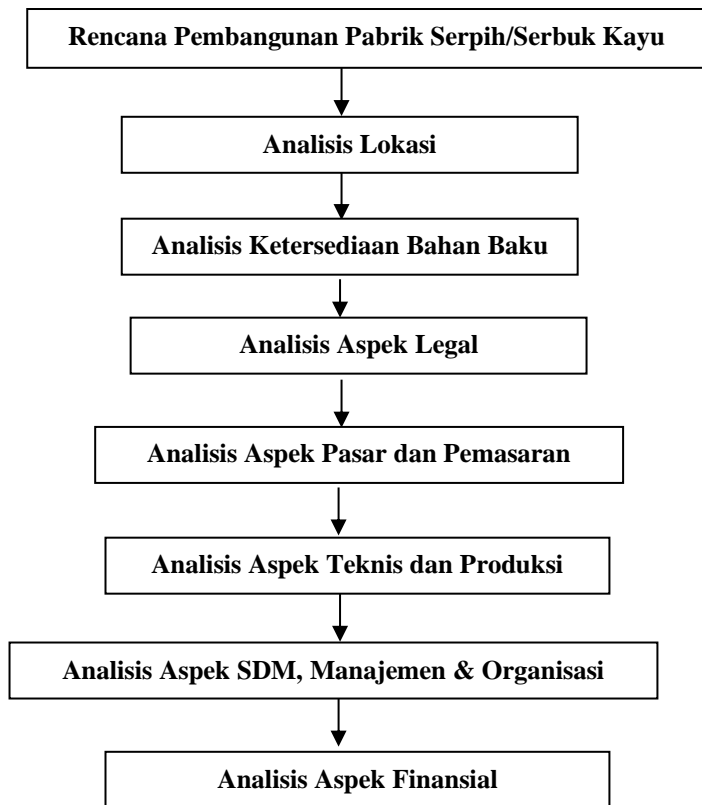 Rencana Pembangunan Pabrik Serpih/Serbuk Kayu
Analisis Lokasi
Analisis Ketersediaan Bahan Baku
Analisis Aspek Legal
Analisis Aspek Pasar dan Pemasaran
Analisis Aspek Teknis dan Produksi
Analisis Aspek SDM, Manajemen & Organisasi
Analisis Aspek Finansial